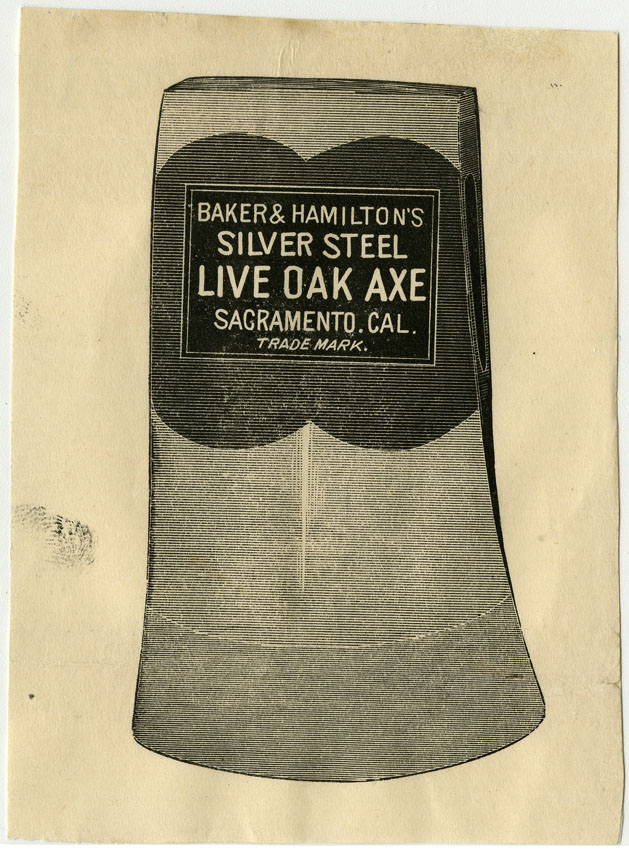 BAKER & HAMILTON'S
SILVER STEEL
LIVE OAK AXE
SACRAMENTO. CAL.
TRADE MARK.